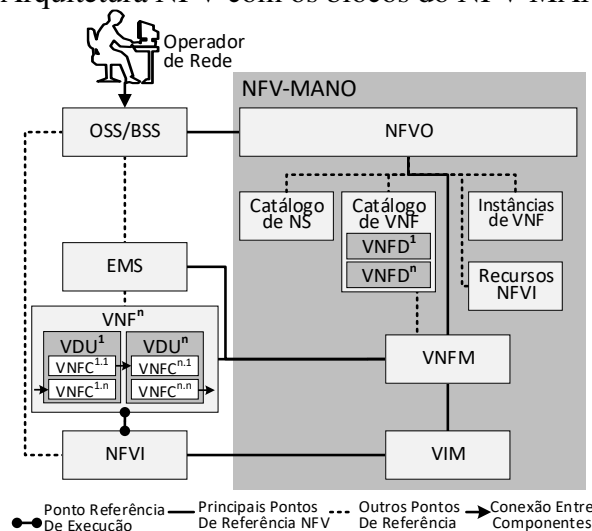 Arquitetura NFV com os blocos do NFV-MAN
Operador
de Rede
NFV-MANO
OSS/BSS
NFVO
Catálogo
de NS
Catálogo
de VNF
VNFD1
VNFDn
Instâncias
de VNF
Recursos
NFVI
EMS
VNFn
VDU1
VNFC1.1
VNFC1.n
VDUn
VNFCn.1
VNFCn.n
VNFM
NFVI
VIM
Ponto Referência
De Execução
Principais Pontos
De Referência NFV
Outros Pontos
De Referência
Conexão Entre
Componentes